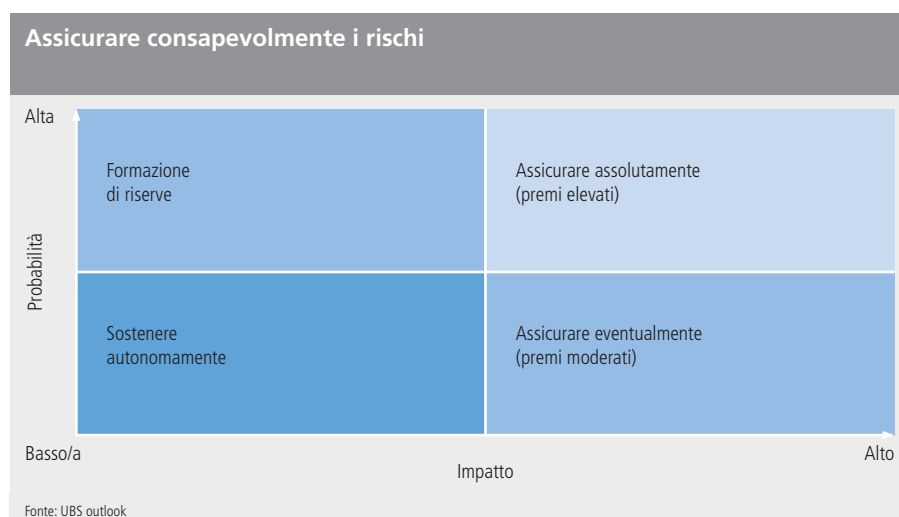 Assicurare consapevolmente i rischi
Alta
Formazione
di riserve
Assicurare assolutamente
(premi elevati)
Probabilità
Sostenere
autonomamente
Assicurare eventualmente
(premi moderati)
Basso/a
Alto
Impatto
Fonte: UBS outlook